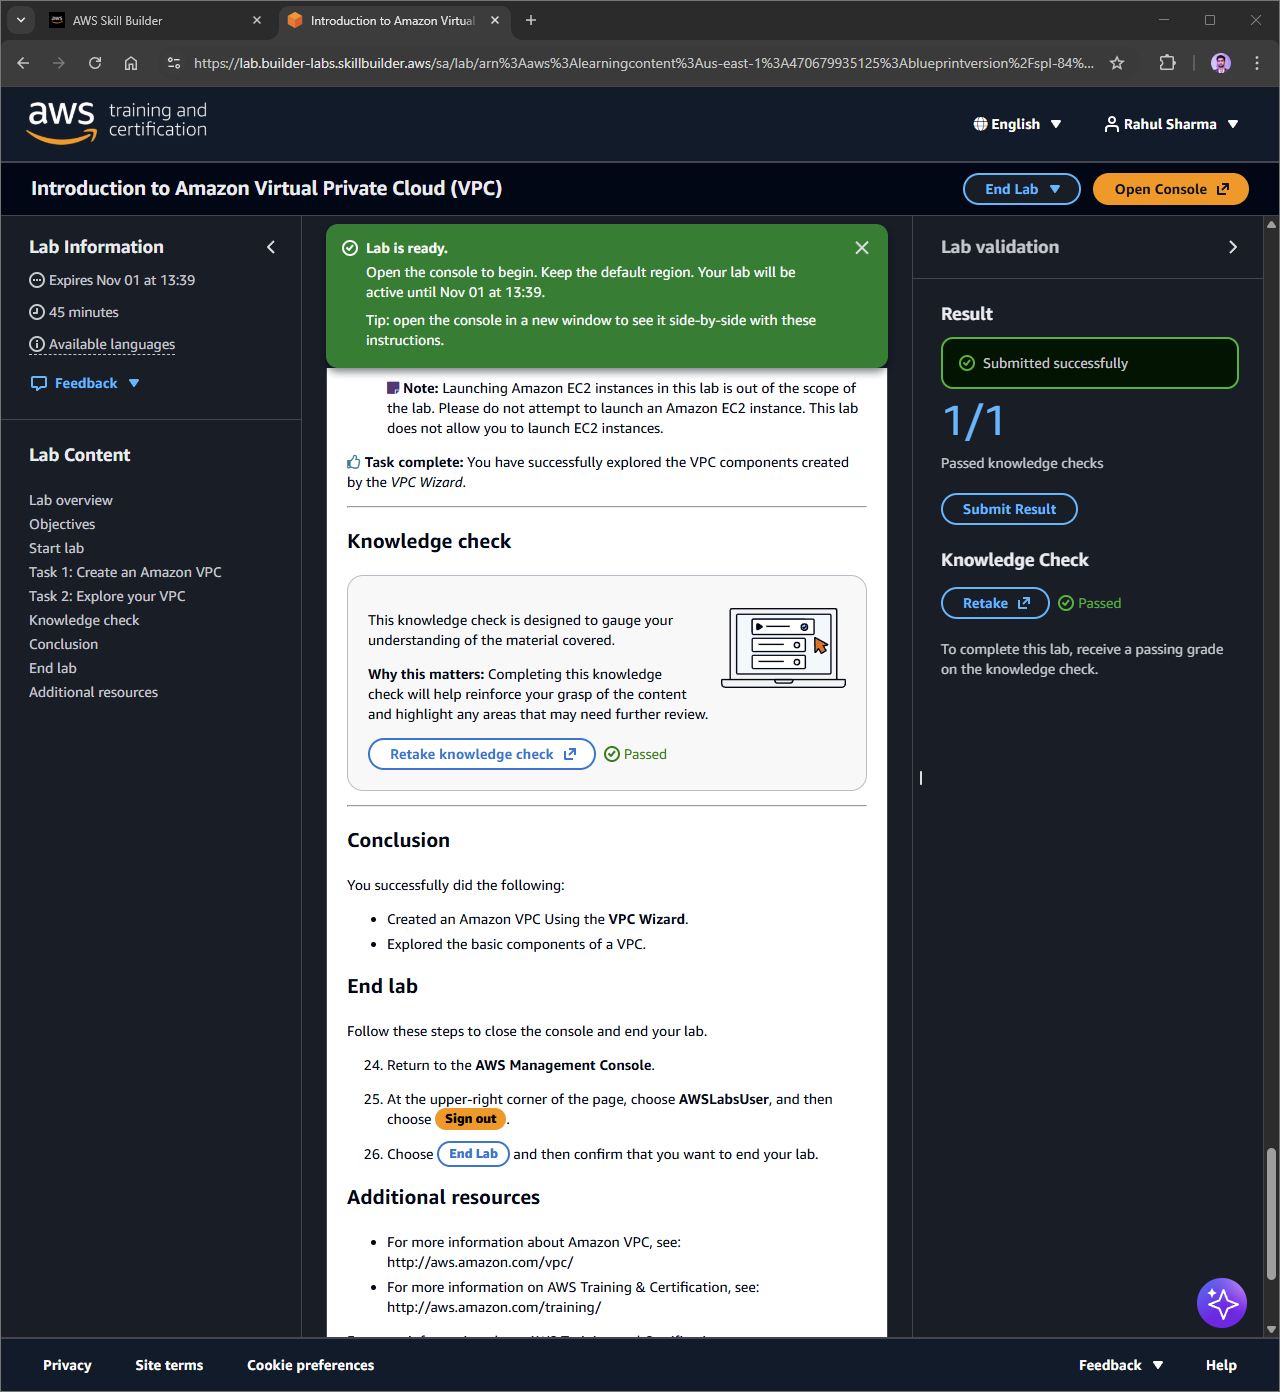 AWS Skill Builder
Introduction to Amazon Virtual
https://lab.builder-labs.skillbuilder.aws/sa/lab/arn%3Aaws%3Alearningcontent%3Aus-east-1%3A470679935125%3Ablueprintversion%2Fspl-84%...
aws training and certification
English
Rahul Sharma
Introduction to Amazon Virtual Private Cloud (VPC)
End Lab
Open Console
Lab Information
Expires Nov 01 at 13:39
45 minutes
Available languages
Feedback
Lab Content
Lab overview
Objectives
Start lab
Task 1: Create an Amazon VPC
Task 2: Explore your VPC
Knowledge check
Conclusion
End lab
Additional resources
Lab is ready.
Open the console to begin. Keep the default region. Your lab will be
active until Nov 01 at 13:39.
Tip: open the console in a new window to see it side-by-side with these
instructions.
Note: Launching Amazon EC2 instances in this lab is out of the scope of
the lab. Please do not attempt to launch an Amazon EC2 instance. This lab
does not allow you to launch EC2 instances.
Task complete: You have successfully explored the VPC components created
by the VPC Wizard.
Knowledge check
This knowledge check is designed to gauge your
understanding of the material covered.
Why this matters: Completing this knowledge
check will help reinforce your grasp of the content
and highlight any areas that may need further review.
Retake knowledge check
Passed
Conclusion
You successfully did the following:
• Created an Amazon VPC Using the VPC Wizard.
• Explored the basic components of a VPC.
End lab
Follow these steps to close the console and end your lab.
24. Return to the AWS Management Console.
25. At the upper-right corner of the page, choose AWSLabsUser, and then
choose Sign out.
26. Choose End Lab and then confirm that you want to end your lab.
Additional resources
• For more information about Amazon VPC, see:
http://aws.amazon.com/vpc/
• For more information on AWS Training & Certification, see:
http://aws.amazon.com/training/
Lab validation
Result
Submitted successfully
1/1
Passed knowledge checks
Submit Result
Knowledge Check
Retake
Passed
To complete this lab, receive a passing grade
on the knowledge check.
Privacy
Site terms
Cookie preferences
Feedback
Help